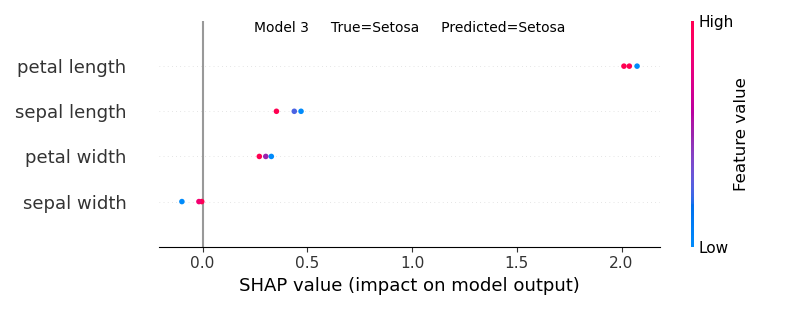 Model 3 True=Setosa Predicted=Setosa
High
petal length
sepal length
petal width
sepal width
Feature value
Low
0.0 0.5 1.0 1.5 2.0
SHAP value (impact on model output)